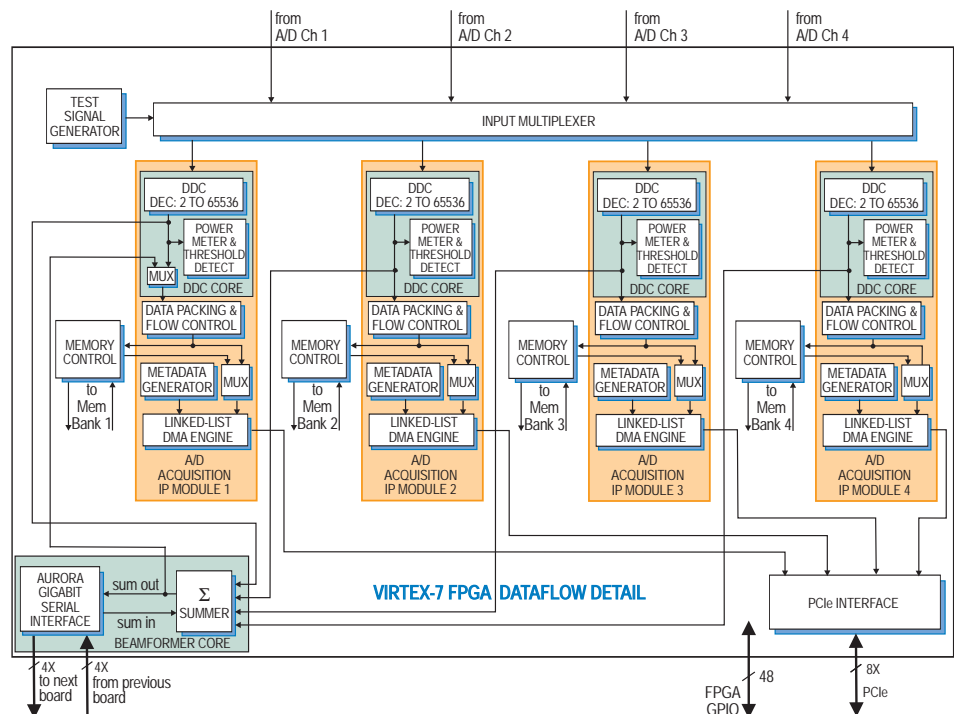 from
A/D Ch 1
from
A/D Ch 2
from
A/D Ch 3
from
A/D Ch 4
TEST
SIGNAL
GENERATOR
INPUT MULTIPLEXER
DDC
DEC: 2 TO 65536
POWER
METER &
THRESHOLD
DETECT
MUX
DDC CORE
DATA PACKING &
FLOW CONTROL
MEMORY
CONTROL
METADATA
GENERATOR
MUX
to
Mem
Bank 1
LINKED-LIST
DMA ENGINE
A/D
ACQUISITION
IP MODULE 1
DDC
DEC: 2 TO 65536
POWER
METER &
THRESHOLD
DETECT
DDC CORE
DATA PACKING &
FLOW CONTROL
MEMORY
CONTROL
METADATA
GENERATOR
MUX
to
Mem
Bank 2
LINKED-LIST
DMA ENGINE
A/D
ACQUISITION
IP MODULE 2
DDC
DEC: 2 TO 65536
POWER
METER &
THRESHOLD
DETECT
DDC CORE
DATA PACKING &
FLOW CONTROL
MEMORY
CONTROL
METADATA
GENERATOR
MUX
to
Mem
Bank 3
LINKED-LIST
DMA ENGINE
A/D
ACQUISITION
IP MODULE 3
DDC
DEC: 2 TO 65536
POWER
METER &
THRESHOLD
DETECT
DDC CORE
DATA PACKING &
FLOW CONTROL
MEMORY
CONTROL
METADATA
GENERATOR
MUX
to
Mem
Bank 4
LINKED-LIST
DMA ENGINE
A/D
ACQUISITION
IP MODULE 4
AURORA
GIGABIT
SERIAL
INTERFACE
sum out
sum in
Σ
SUMMER
BEAMFORMER CORE
VIRTEX-7 FPGA DATAFLOW DETAIL
PCIe INTERFACE
4X
to next
board
4X
from previous
board
48
FPGA
GPIO
8X
PCIe